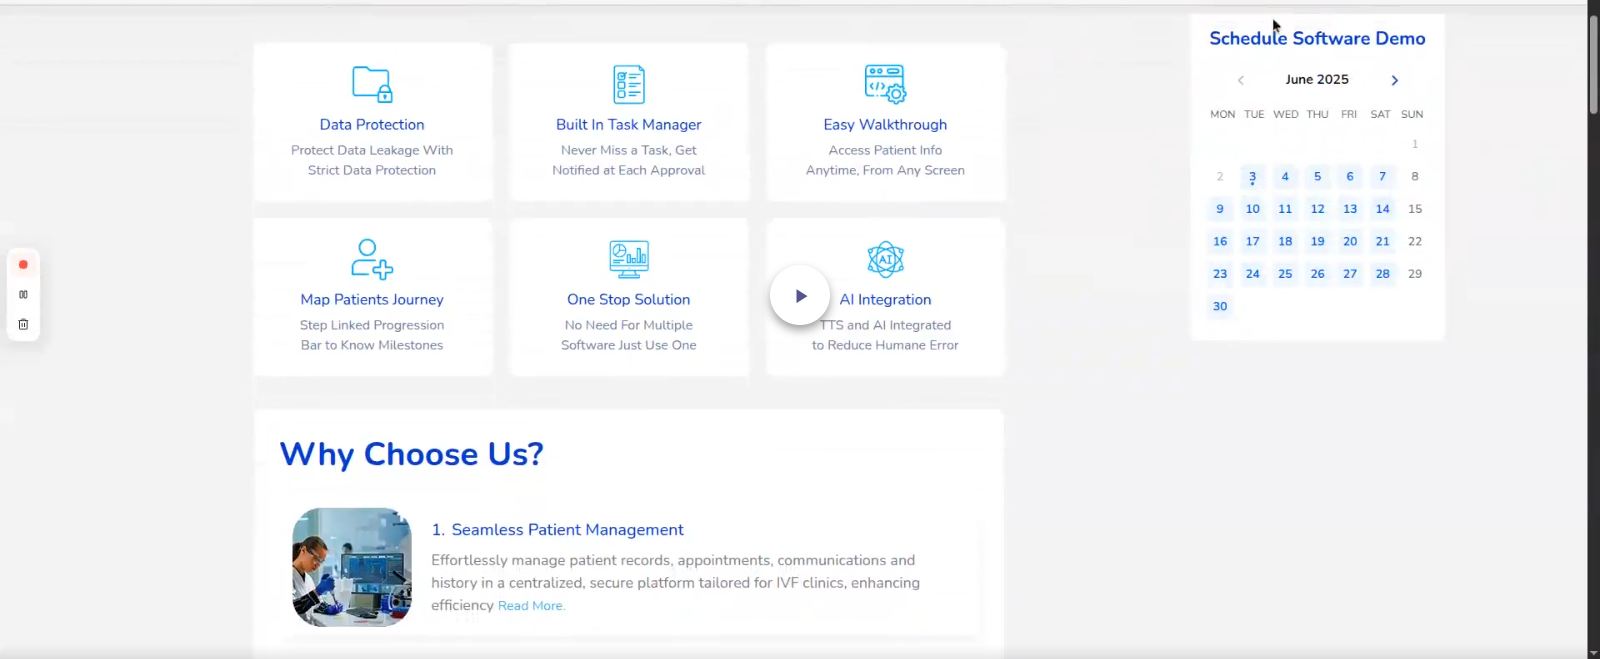 Data Protection
Protect Data Leakage With
Strict Data Protection
Built In Task Manager
Never Miss a Task, Get
Notified at Each Approval
Easy Walkthrough
Access Patient Info
Anytime, From Any Screen
Map Patients Journey
Step Linked Progression
Bar to Know Milestones
One Stop Solution
No Need For Multiple
Software Just Use One
AI
AI Integration
TTS and AI Integrated
to Reduce Humane Error
Why Choose Us?
1. Seamless Patient Management
Effortlessly manage patient records, appointments, communications and
history in a centralized, secure platform tailored for IVF clinics, enhancing
efficiency Read More.
Schedule Software Demo
June 2025
MON TUE WED THU FRI SAT SUN
1
2 3 4 5 6 7 8
9 10 11 12 13 14 15
16 17 18 19 20 21 22
23 24 25 26 27 28 29
30